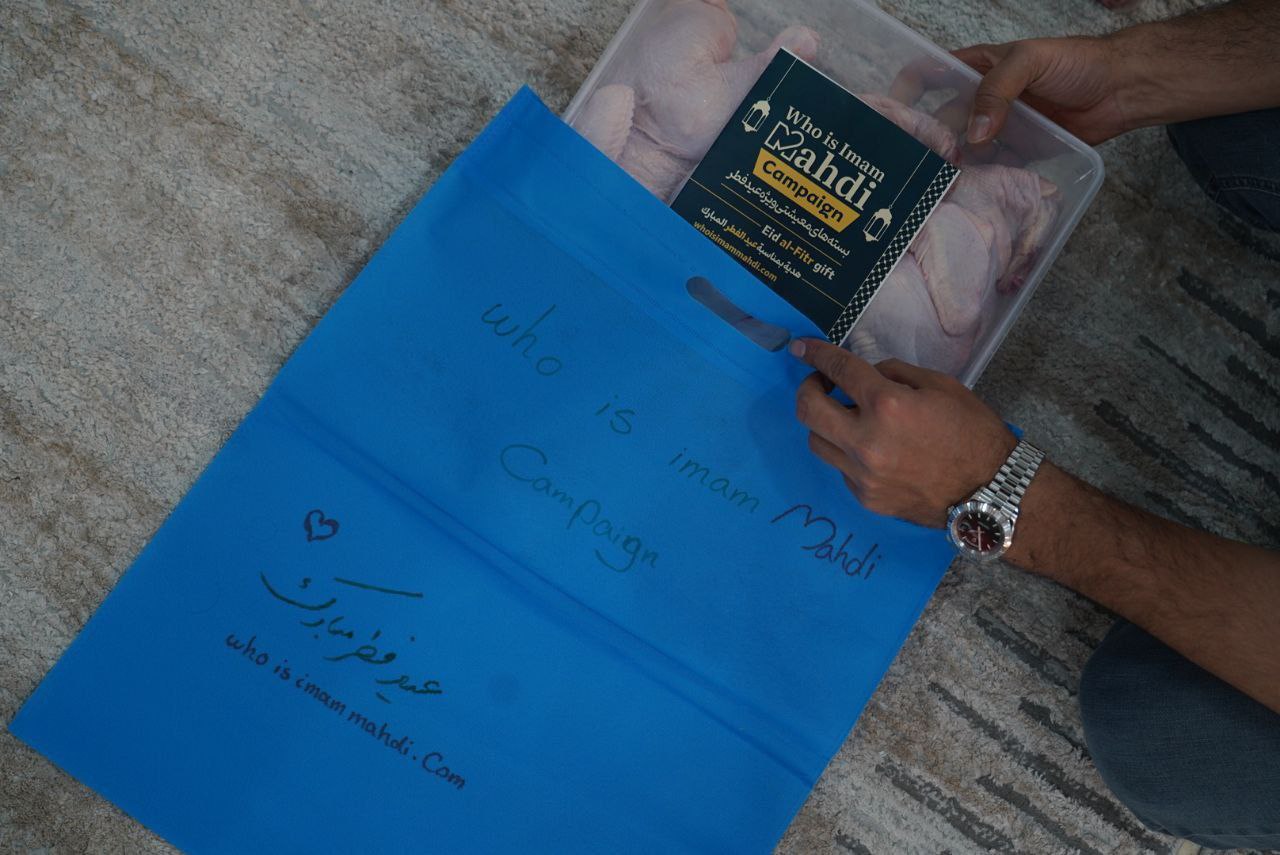 Who is Imam
Mahdi
Campaign
بسته‌های معیشتی ویژه عید فطر
Eid al-Fitr gift
هدية بمناسبة عيد الفطر المبارك
whoisimammahdi.com
who is imam Mahdi
Campaign
عید فطر مبارک
who is imam mahdi.Com